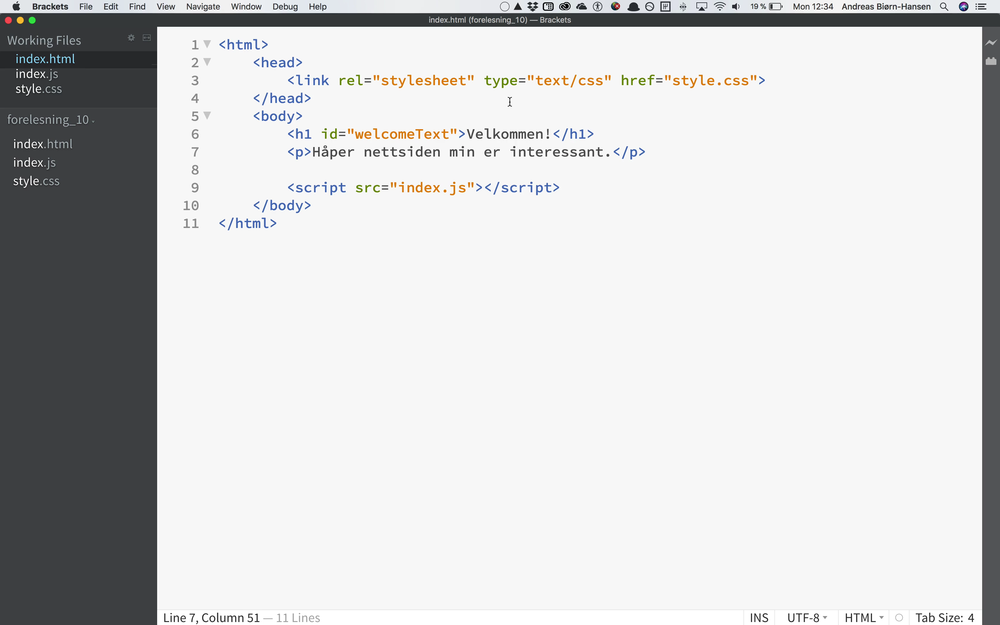 Brackets File Edit Find View Navigate Window Debug Help 19 % Mon 12:34 Andreas Biørn-Hansen
index.html (forelesning_10) — Brackets
Working Files
index.html
index.js
style.css
forelesning_10
index.html
index.js
style.css
1 <html>
2 <head>
3 <link rel="stylesheet" type="text/css" href="style.css">
4 </head>
5 <body>
6 <h1 id="welcomeText">Velkommen!</h1>
7 <p>Håper nettsiden min er interessant.</p>
8
9 <script src="index.js"></script>
10 </body>
11 </html>
Line 7, Column 51 — 11 Lines INS UTF-8 HTML Tab Size: 4